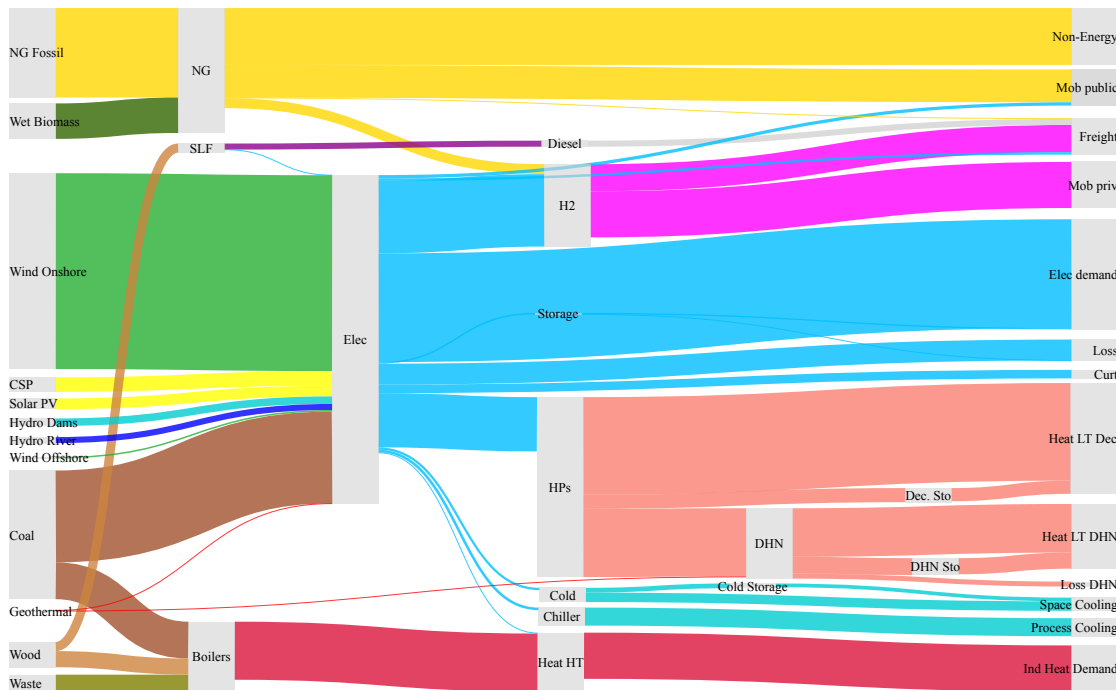 NG Fossil
Wet Biomass
Wind Onshore
CSP
Solar PV
Hydro Dams
Hydro River
Wind Offshore
Coal
Geothermal
Wood
Waste
NG
SLF
Boilers
Elec
Diesel
H2
Storage
HPs
Cold
Chiller
Heat HT
DHN
Cold Storage
Dec. Sto
DHN Sto
Non-Energy
Mob public
Freight
Mob priv
Elec demand
Loss
Curt
Heat LT Dec
Heat LT DHN
Loss DHN
Space Cooling
Process Cooling
Ind Heat Demand